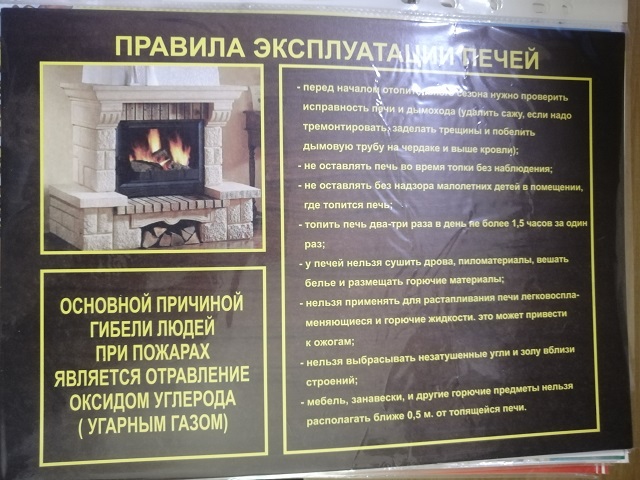 ПРАВИЛА ЭКСПЛУАТАЦИИ ПЕЧЕЙ
- перед началом отопительного сезона нужно проверить
исправность печи и дымохода (удалить сажу, если надо
тремонтировать, заделать трещины и побелить
дымовую трубу на чердаке и выше кровли);
- не оставлять печь во время топки без наблюдения;
- не оставлять без надзора малолетних детей в помещении,
где топится печь;
- топить печь два-три раза в день не более 1,5 часов за один
раз;
- у печей нельзя сушить дрова, пиломатериалы, вешать
белье и размещать горючие материалы;
- нельзя применять для растапливания печи легковоспла-
меняющиеся и горючие жидкости. это может привести
к ожогам;
- нельзя выбрасывать незатушенные угли и золу вблизи
строений;
- мебель, занавески, и другие горючие предметы нельзя
располагать ближе 0,5 м. от топящейся печи.
ОСНОВНОЙ ПРИЧИНОЙ
ГИБЕЛИ ЛЮДЕЙ
ПРИ ПОЖАРАХ
ЯВЛЯЕТСЯ ОТРАВЛЕНИЕ
ОКСИДОМ УГЛЕРОДА
( УГАРНЫМ ГАЗОМ)